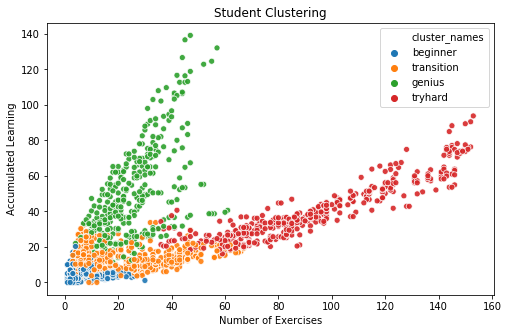 Student Clustering
cluster_names
beginner
transition
genius
tryhard
Accumulated Learning
140
120
100
80
60
40
20
0
0 20 40 60 80 100 120 140 160
Number of Exercises